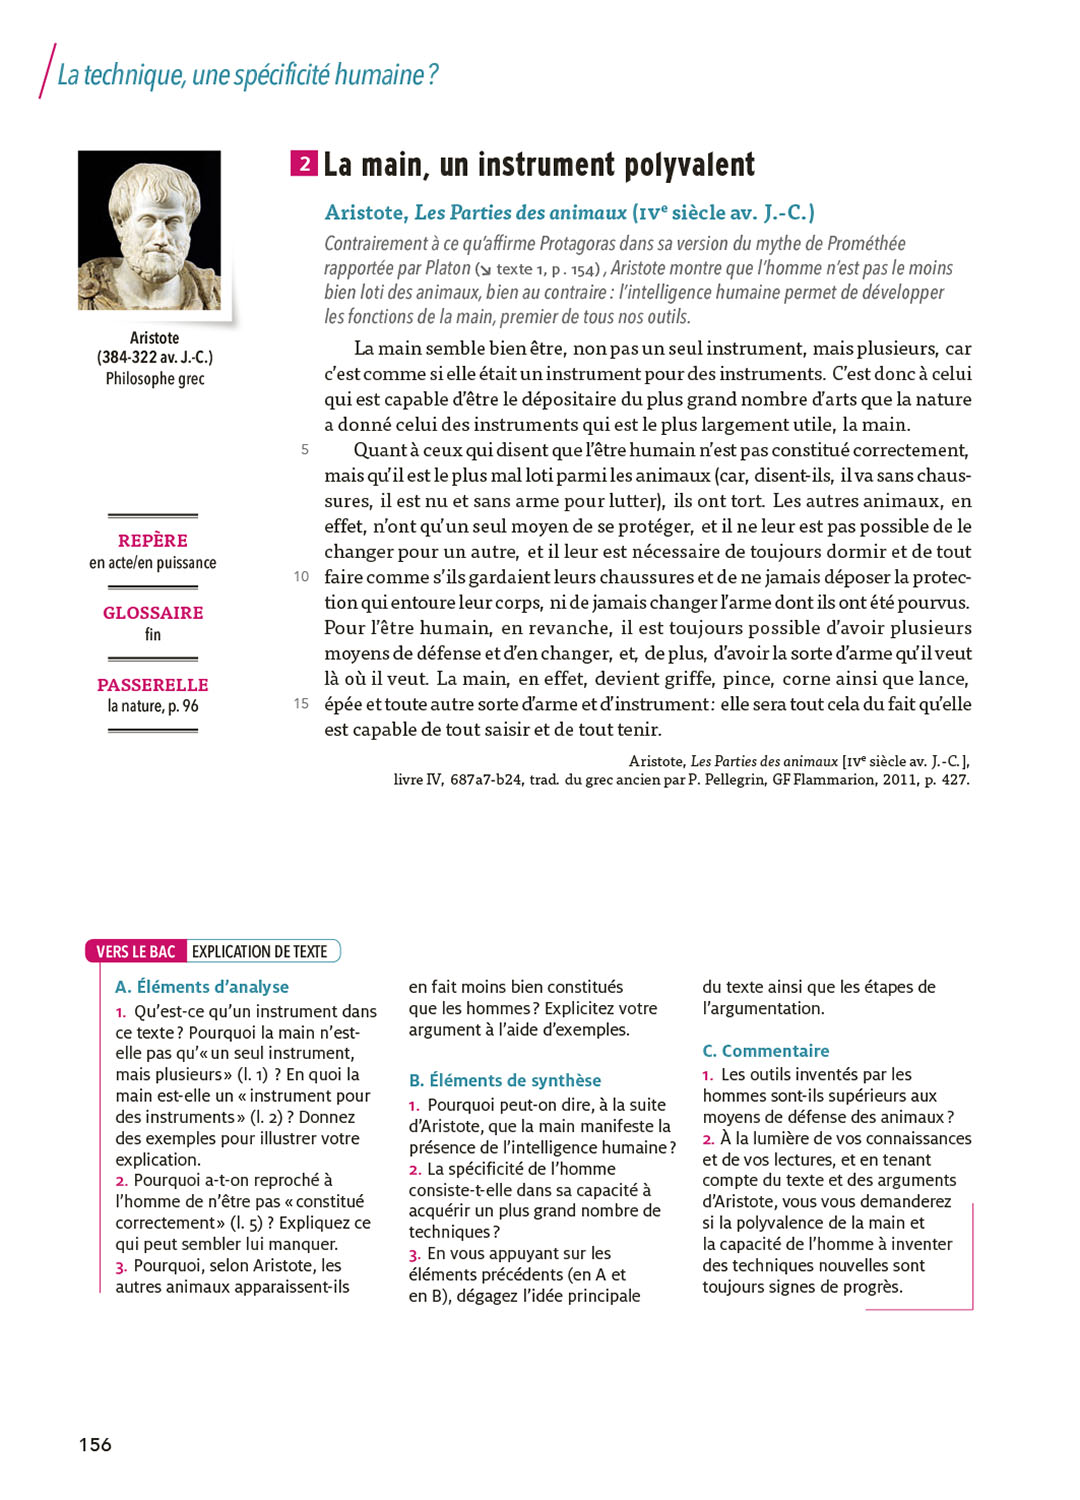 La technique, une spécificité humaine ?
Aristote
(384-322 av. J.-C.)
Philosophe grec
REPÈRE
en acte/en puissance
GLOSSAIRE
fin
PASSERELLE
la nature, p. 96
2 La main, un instrument polyvalent
Aristote, Les Parties des animaux (IVe siècle av. J.-C.)
Contrairement à ce qu'affirme Protagoras dans sa version du mythe de Prométhée
rapportée par Platon (↘ texte 1, p. 154), Aristote montre que l'homme n'est pas le moins
bien loti des animaux, bien au contraire : l'intelligence humaine permet de développer
les fonctions de la main, premier de tous nos outils.
La main semble bien être, non pas un seul instrument, mais plusieurs, car
c'est comme si elle était un instrument pour des instruments. C'est donc à celui
qui est capable d'être le dépositaire du plus grand nombre d'arts que la nature
a donné celui des instruments qui est le plus largement utile, la main.
5 Quant à ceux qui disent que l'être humain n'est pas constitué correctement,
mais qu'il est le plus mal loti parmi les animaux (car, disent-ils, il va sans chaus-
sures, il est nu et sans arme pour lutter), ils ont tort. Les autres animaux, en
effet, n'ont qu'un seul moyen de se protéger, et il ne leur est pas possible de le
changer pour un autre, et il leur est nécessaire de toujours dormir et de tout
10 faire comme s'ils gardaient leurs chaussures et de ne jamais déposer la protec-
tion qui entoure leur corps, ni de jamais changer l'arme dont ils ont été pourvus.
Pour l'être humain, en revanche, il est toujours possible d'avoir plusieurs
moyens de défense et d'en changer, et, de plus, d'avoir la sorte d'arme qu'il veut
là où il veut. La main, en effet, devient griffe, pince, corne ainsi que lance,
15 épée et toute autre sorte d'arme et d'instrument : elle sera tout cela du fait qu'elle
est capable de tout saisir et de tout tenir.
Aristote, Les Parties des animaux [IVe siècle av. J.-C.],
livre IV, 687a7-b24, trad. du grec ancien par P. Pellegrin, GF Flammarion, 2011, p. 427.
VERS LE BAC EXPLICATION DE TEXTE
A. Éléments d'analyse
1. Qu'est-ce qu'un instrument dans
ce texte ? Pourquoi la main n'est-
elle pas qu'« un seul instrument,
mais plusieurs » (l. 1) ? En quoi la
main est-elle un « instrument pour
des instruments » (l. 2) ? Donnez
des exemples pour illustrer votre
explication.
2. Pourquoi a-t-on reproché à
l'homme de n'être pas « constitué
correctement » (l. 5) ? Expliquez ce
qui peut sembler lui manquer.
3. Pourquoi, selon Aristote, les
autres animaux apparaissent-ils
en fait moins bien constitués
que les hommes ? Explicitez votre
argument à l'aide d'exemples.
B. Éléments de synthèse
1. Pourquoi peut-on dire, à la suite
d'Aristote, que la main manifeste la
présence de l'intelligence humaine ?
2. La spécificité de l'homme
consiste-t-elle dans sa capacité à
acquérir un plus grand nombre de
techniques ?
3. En vous appuyant sur les
éléments précédents (en A et
en B), dégagez l'idée principale
du texte ainsi que les étapes de
l'argumentation.
C. Commentaire
1. Les outils inventés par les
hommes sont-ils supérieurs aux
moyens de défense des animaux ?
2. À la lumière de vos connaissances
et de vos lectures, et en tenant
compte du texte et des arguments
d'Aristote, vous vous demanderez
si la polyvalence de la main et
la capacité de l'homme à inventer
des techniques nouvelles sont
toujours signes de progrès.
156